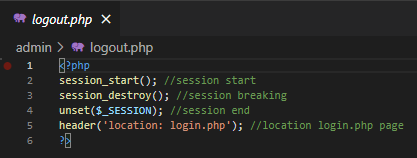 logout.php ×
admin > logout.php
1 <?php
2 session_start(); //session start
3 session_destroy(); //session breaking
4 unset($_SESSION); //session end
5 header('location: login.php'); //location login.php page
6 ?>